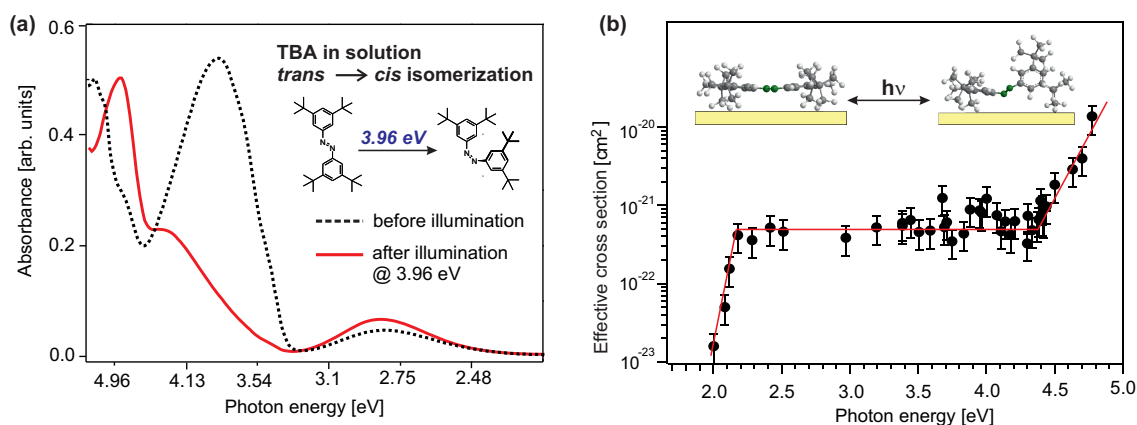 (a)
0.6
0.4
0.2
0.0
Absorbance [arb. units]
TBA in solution
trans → cis isomerization
N
N
3.96 eV
N
N
before illumination
after illumination
@ 3.96 eV
4.96
4.13
3.54
3.1
2.75
2.48
Photon energy [eV]
(b)
hν
10⁻²⁰
10⁻²¹
10⁻²²
10⁻²³
Effective cross section [cm²]
2.0
2.5
3.0
3.5
4.0
4.5
5.0
Photon energy [eV]